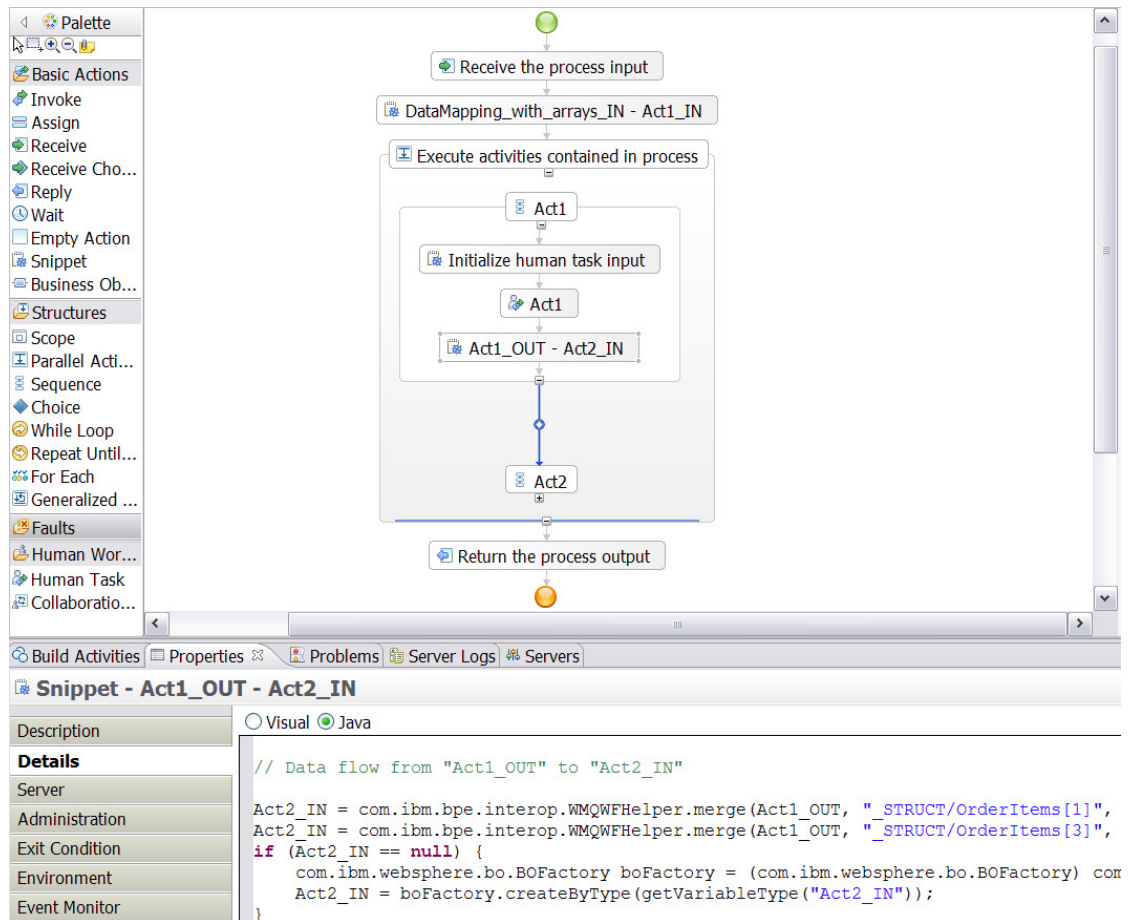 Palette
Basic Actions
Invoke
Assign
Receive
Receive Cho...
Reply
Wait
Empty Action
Snippet
Business Ob...
Structures
Scope
Parallel Acti...
Sequence
Choice
While Loop
Repeat Until...
For Each
Generalized ...
Faults
Human Wor...
Human Task
Collaboratio...
Receive the process input
DataMapping_with_arrays_IN - Act1_IN
Execute activities contained in process
Act1
Initialize human task input
Act1
Act1_OUT - Act2_IN
Act2
Return the process output
Build Activities Properties Problems Server Logs Servers
Snippet - Act1_OUT - Act2_IN
Description
Details
Server
Administration
Exit Condition
Environment
Event Monitor
Visual Java
// Data flow from "Act1_OUT" to "Act2_IN"
Act2_IN = com.ibm.bpe.interop.WMQWFHelper.merge(Act1_OUT, "_STRUCT/OrderItems[1]",
Act2_IN = com.ibm.bpe.interop.WMQWFHelper.merge(Act1_OUT, "_STRUCT/OrderItems[3]",
if (Act2_IN == null) {
com.ibm.websphere.bo.BOFactory boFactory = (com.ibm.websphere.bo.BOFactory) com
Act2_IN = boFactory.createByType(getVariableType("Act2_IN"));
}